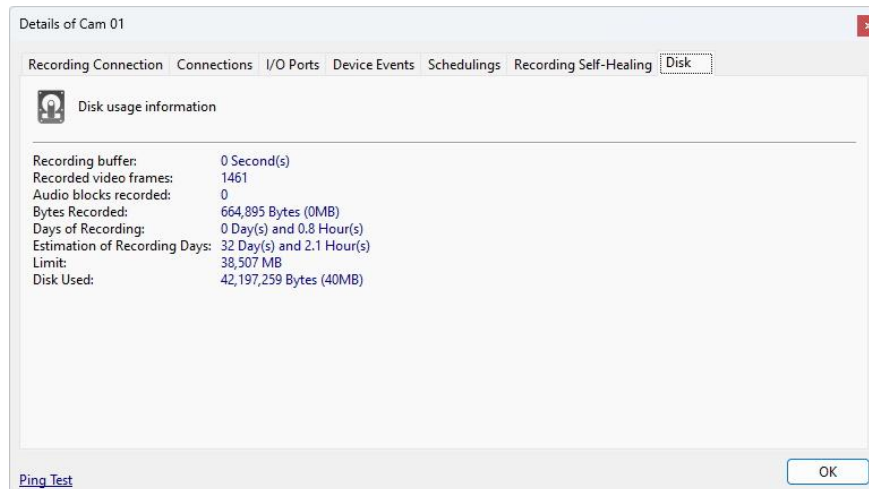 Details of Cam 01
Recording Connection Connections I/O Ports Device Events Schedulings Recording Self-Healing Disk
Disk usage information
Recording buffer: 0 Second(s)
Recorded video frames: 1461
Audio blocks recorded: 0
Bytes Recorded: 664,895 Bytes (0MB)
Days of Recording: 0 Day(s) and 0.8 Hour(s)
Estimation of Recording Days: 32 Day(s) and 2.1 Hour(s)
Limit: 38,507 MB
Disk Used: 42,197,259 Bytes (40MB)
Ping Test OK